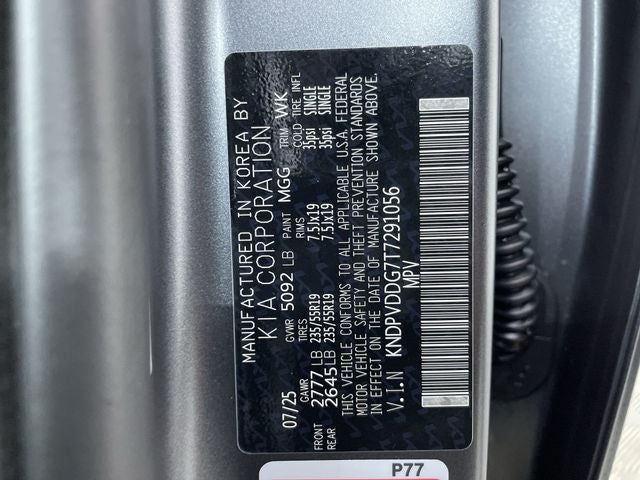 MANUFACTURED IN KOREA BY
KIA CORPORATION
07/25 GVWR 5092 LB PAINT MGG TRIM WK
GAWR TIRES RIMS COLD TIRE INFL
FRONT 2777 LB 235/55R19 7.5Jx19 35psi SINGLE
REAR 2645 LB 235/55R19 7.5Jx19 35psi SINGLE
THIS VEHICLE CONFORMS TO ALL APPLICABLE U.S.A. FEDERAL
MOTOR VEHICLE SAFETY AND THEFT PREVENTION STANDARDS
IN EFFECT ON THE DATE OF MANUFACTURE SHOWN ABOVE.
V.I.N KNDPVDDG7T7291056
MPV
P77